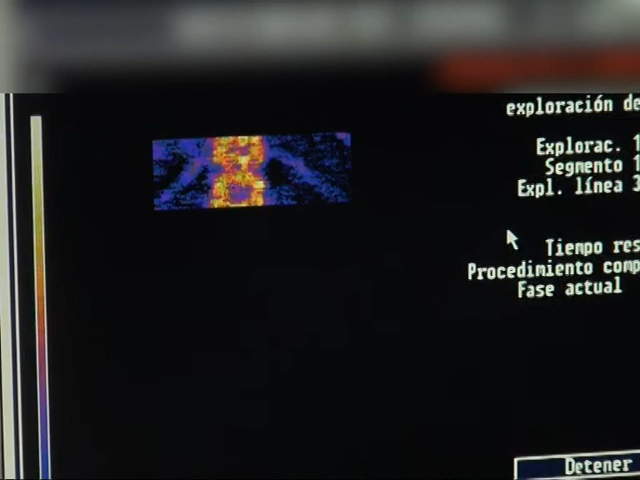 exploración de
Explorac. 1
Segmento 1
Expl. línea 3
Tiempo res
Procedimiento comp
Fase actual
Detener